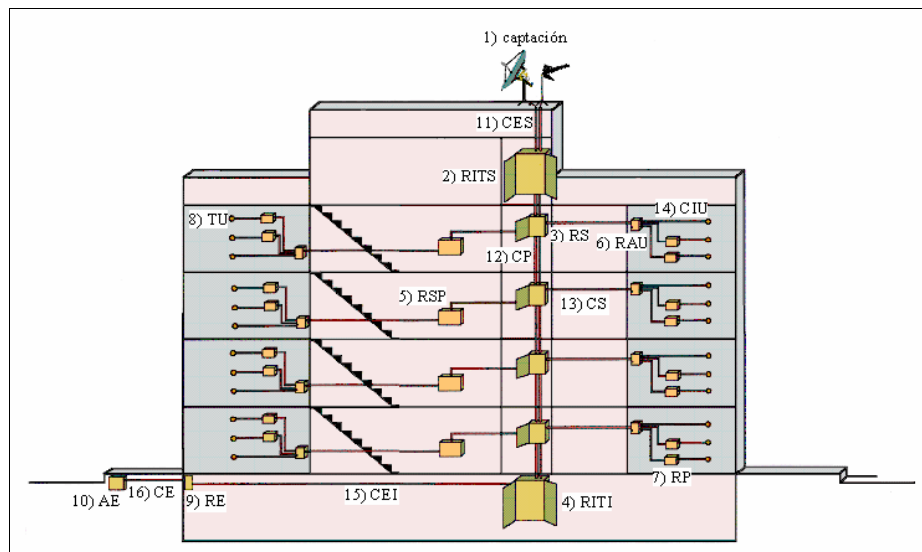 1) captación
11) CES
2) RITS
8) TU
14) CIU
3) RS
6) RAU
12) CP
5) RSP
13) CS
7) RP
15) CEI
4) RITI
16) CE
10) AE
9) RE